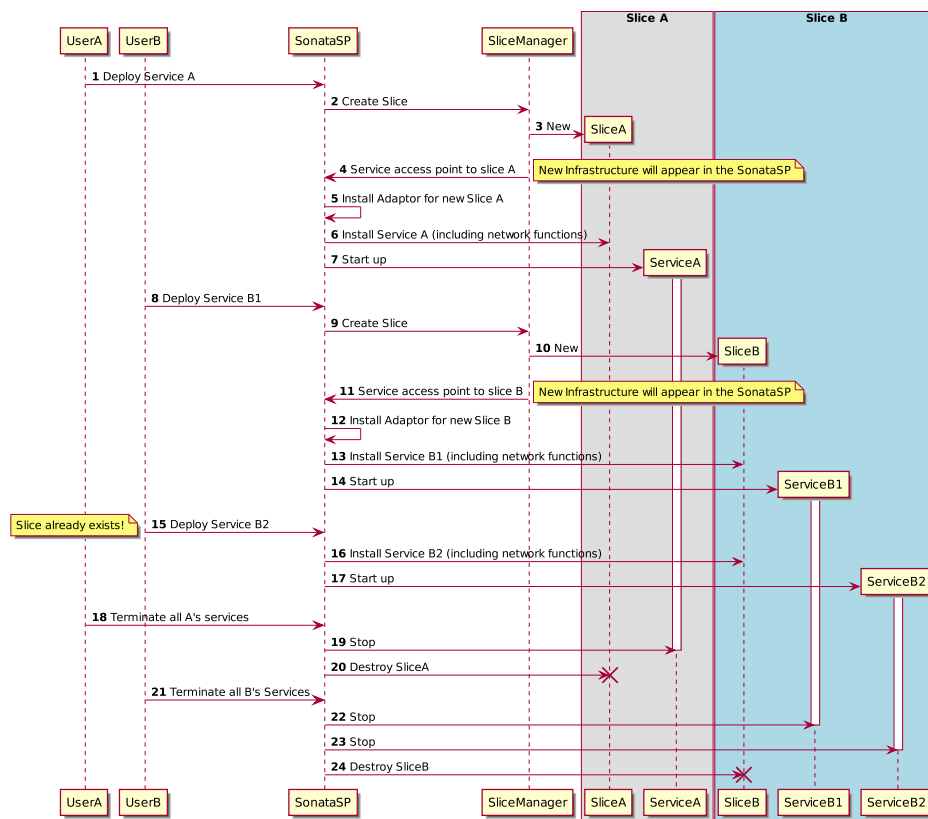 Slice A
Slice B
UserA
UserB
SonataSP
SliceManager
1 Deploy Service A
2 Create Slice
3 New
SliceA
4 Service access point to slice A
New Infrastructure will appear in the SonataSP
5 Install Adaptor for new Slice A
6 Install Service A (including network functions)
7 Start up
ServiceA
8 Deploy Service B1
9 Create Slice
10 New
SliceB
11 Service access point to slice B
New Infrastructure will appear in the SonataSP
12 Install Adaptor for new Slice B
13 Install Service B1 (including network functions)
14 Start up
ServiceB1
Slice already exists!
15 Deploy Service B2
16 Install Service B2 (including network functions)
17 Start up
ServiceB2
18 Terminate all A's services
19 Stop
20 Destroy SliceA
21 Terminate all B's Services
22 Stop
23 Stop
24 Destroy SliceB
UserA
UserB
SonataSP
SliceManager
SliceA
ServiceA
SliceB
ServiceB1
ServiceB2